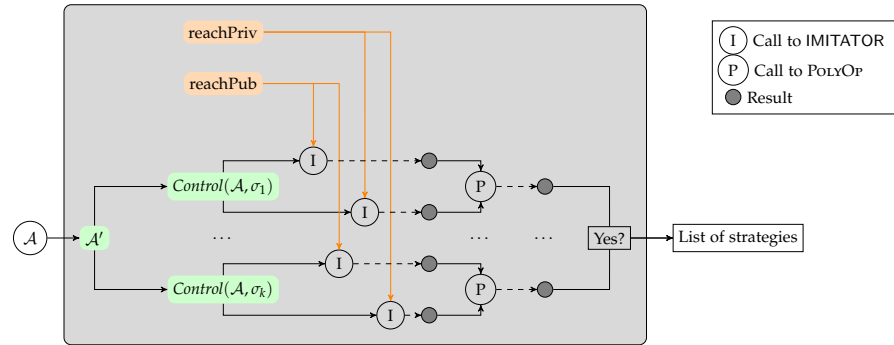 reachPriv
reachPub
I Call to IMITATOR
P Call to PolyOp
Result
I
Control(𝒜, σ₁)
P
I
𝒜
𝒜′
... ... ...
Yes?
List of strategies
I
Control(𝒜, σₖ)
P
I